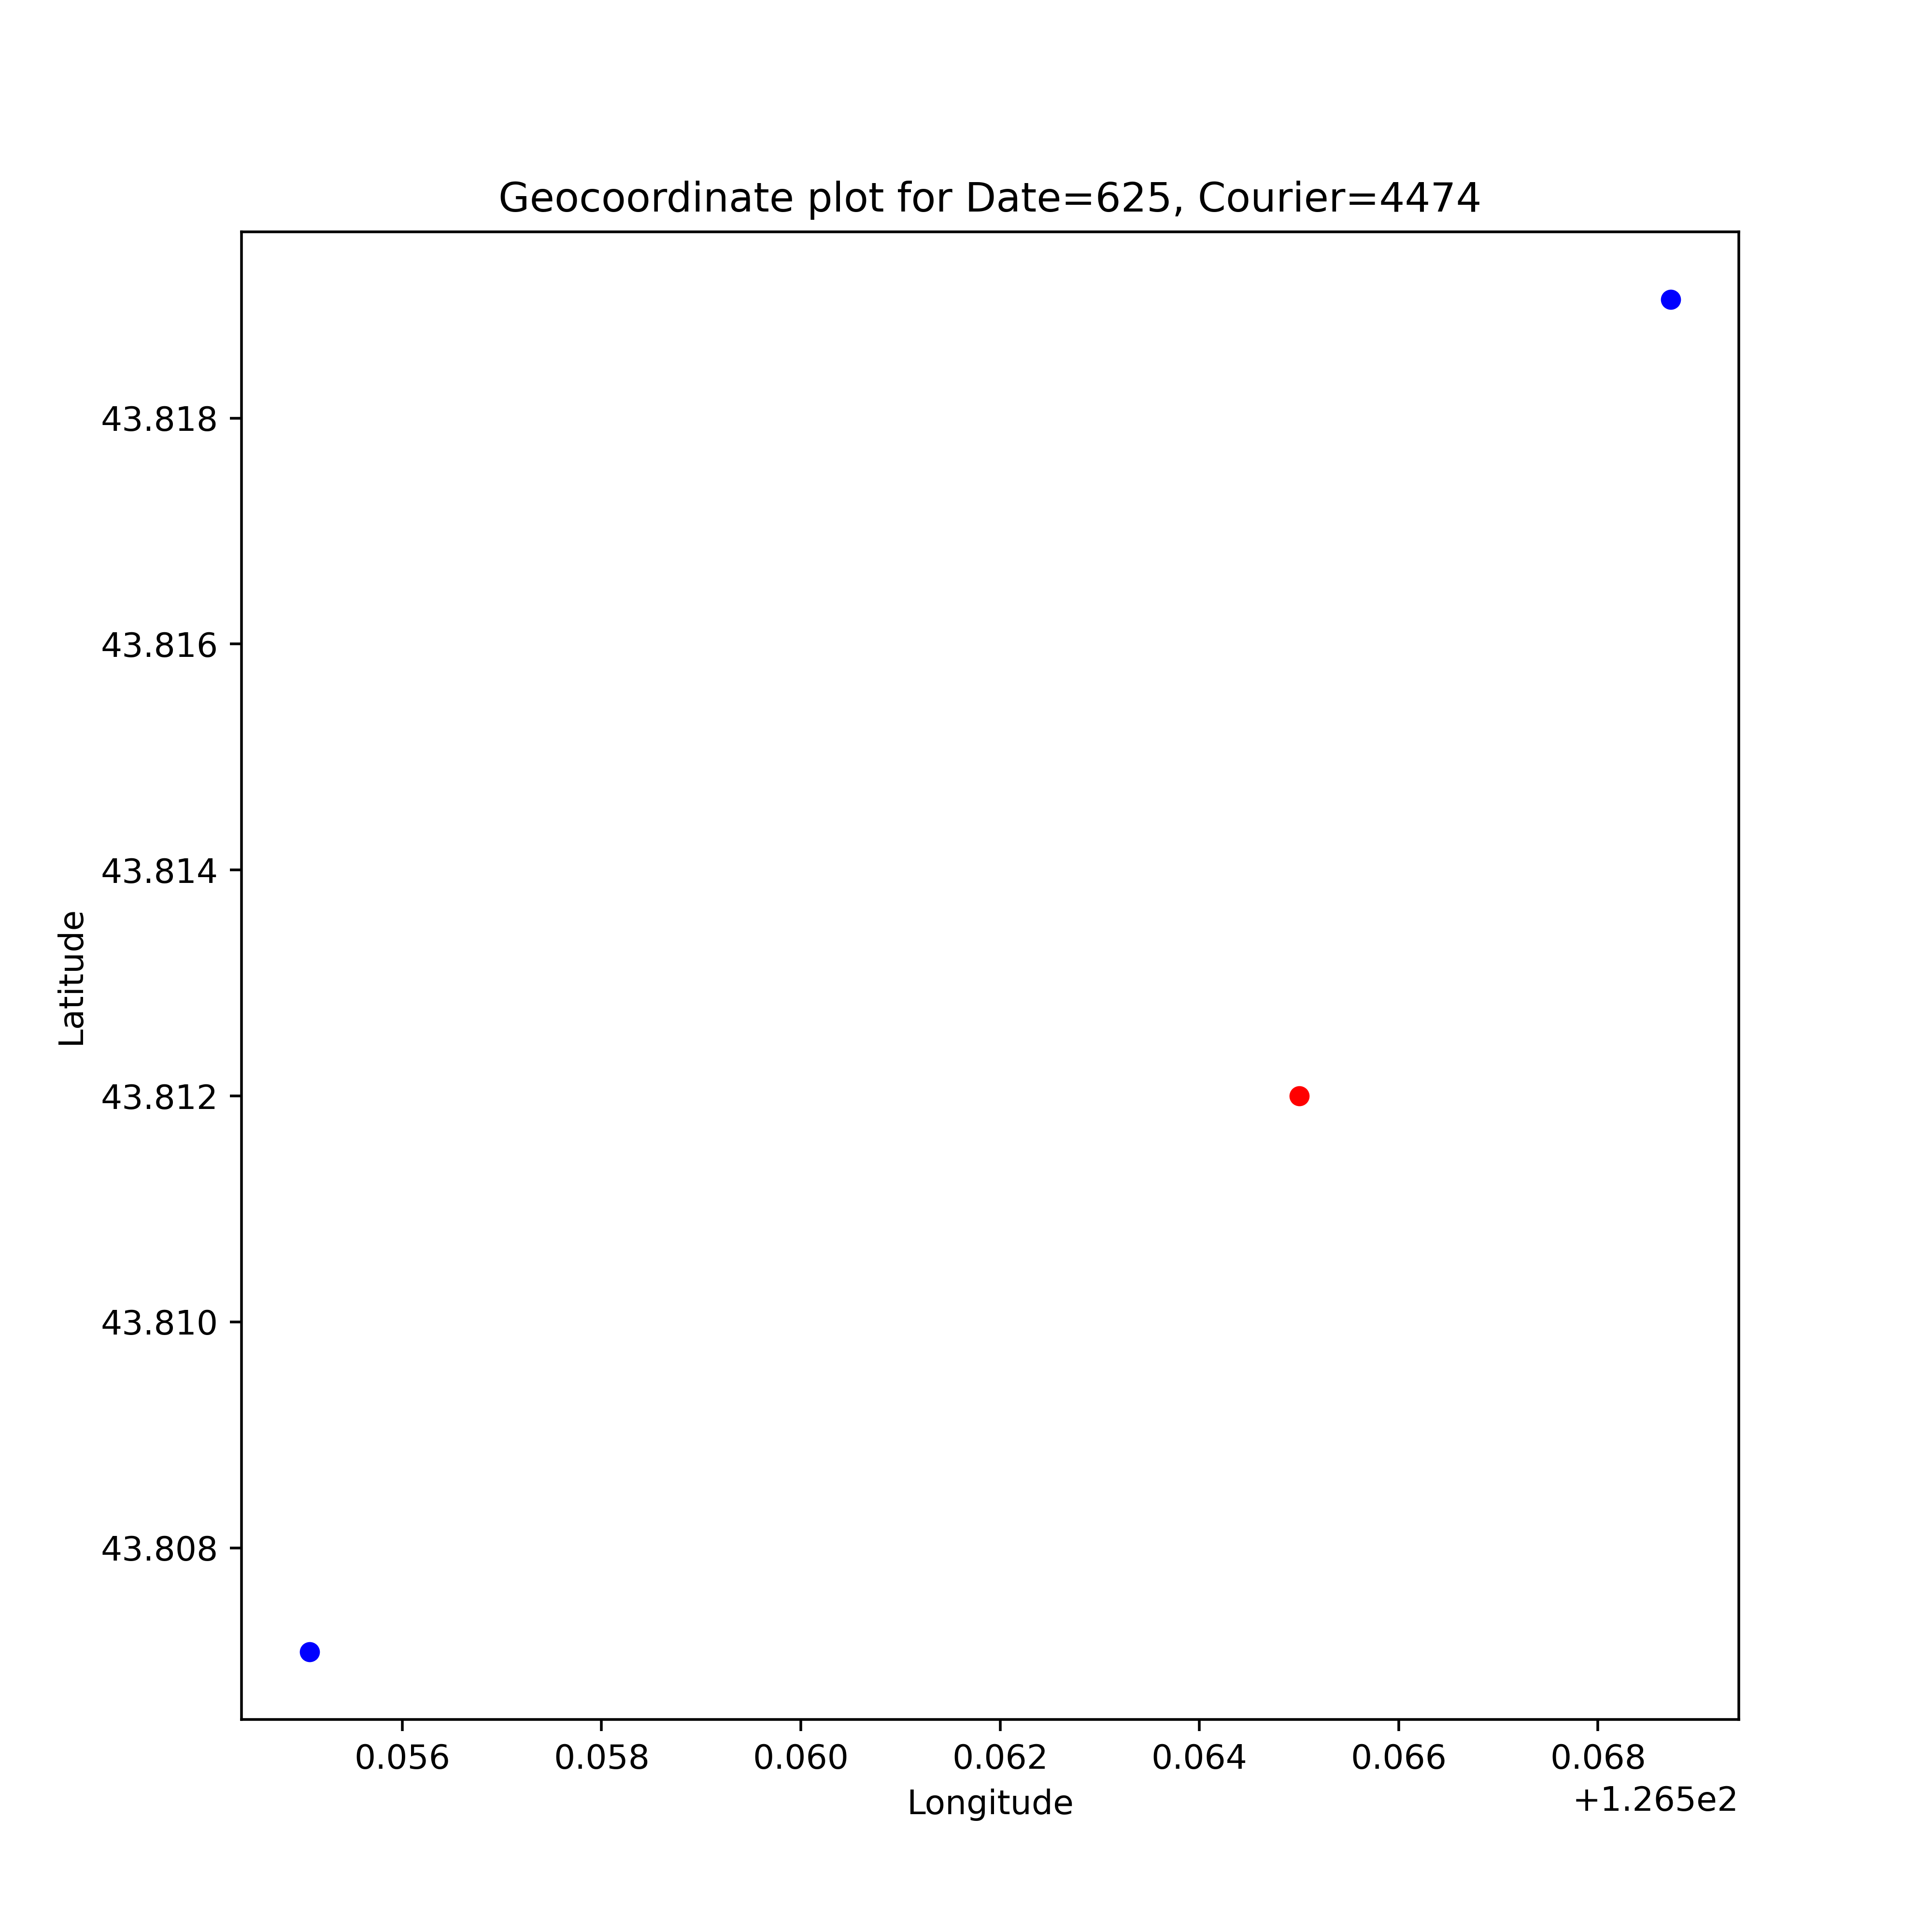 Geocoordinate plot for Date=625, Courier=4474
43.818
43.816
43.814
43.812
43.810
43.808
Latitude
0.056 0.058 0.060 0.062 0.064 0.066 0.068
+1.265e2
Longitude